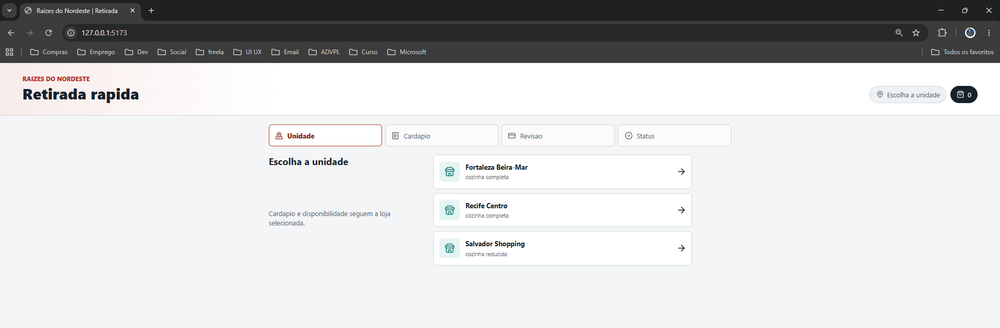 Raizes do Nordeste | Retirada
127.0.0.1:5173
Compras Emprego Dev Social freela UI UX Email ADVPL Curso Microsoft Todos os favoritos
RAIZES DO NORDESTE
Retirada rapida
Escolha a unidade 0
Unidade Cardapio Revisao Status
Escolha a unidade
Cardapio e disponibilidade seguem a loja
selecionada.
Fortaleza Beira-Mar
cozinha completa
Recife Centro
cozinha completa
Salvador Shopping
cozinha reduzida